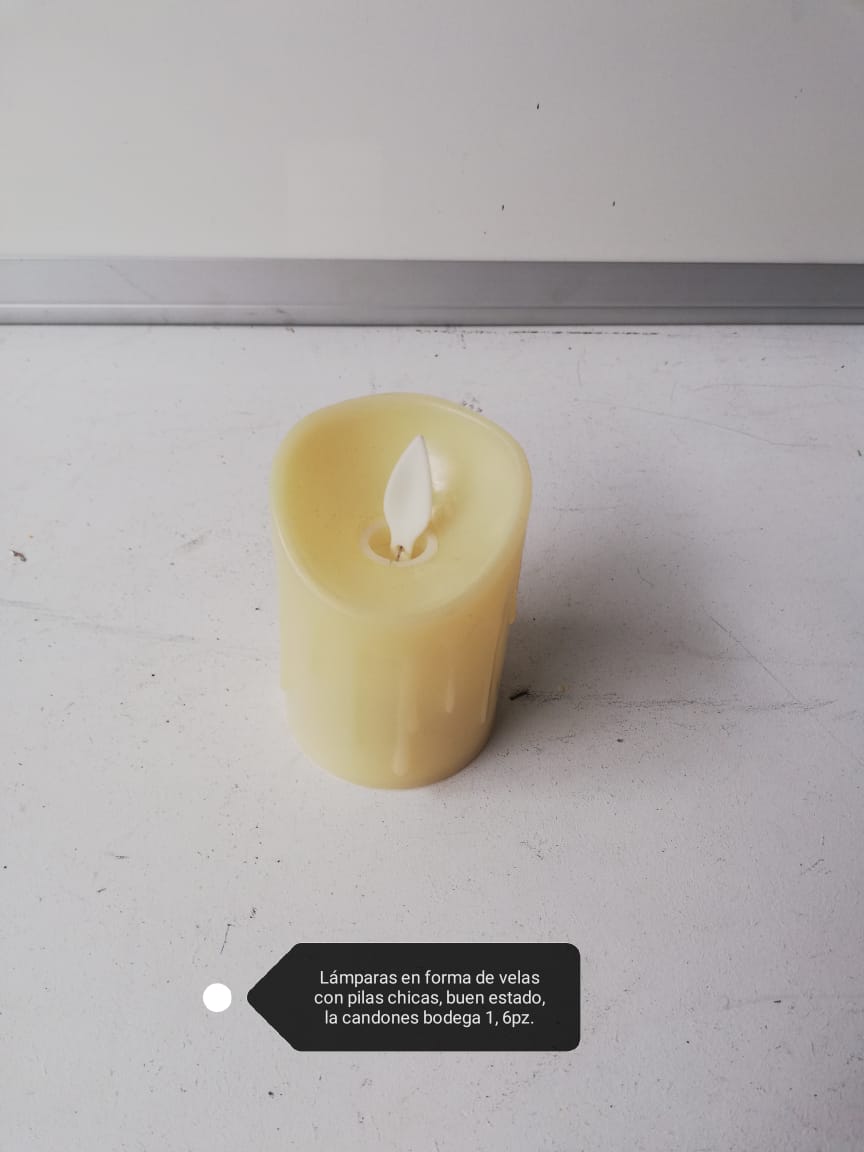 Lámparas en forma de velas
con pilas chicas, buen estado,
la candones bodega 1, 6pz.